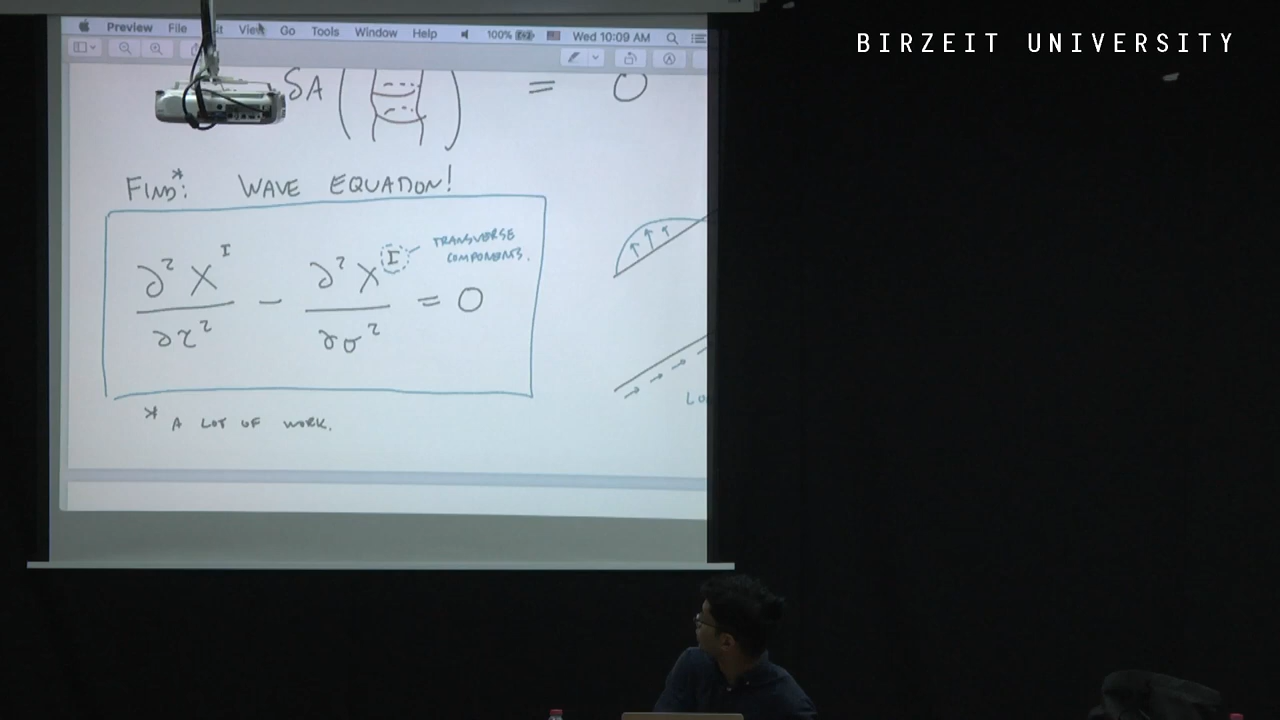 BIRZEIT UNIVERSITY
Preview File View Go Tools Window Help 100% Wed 10:09 AM
δA ( ) = 0
FIND*: WAVE EQUATION!
∂²X^I/∂τ² − ∂²X^I/∂σ² = 0
TRANSVERSE
COMPONENTS.
* A LOT OF WORK.